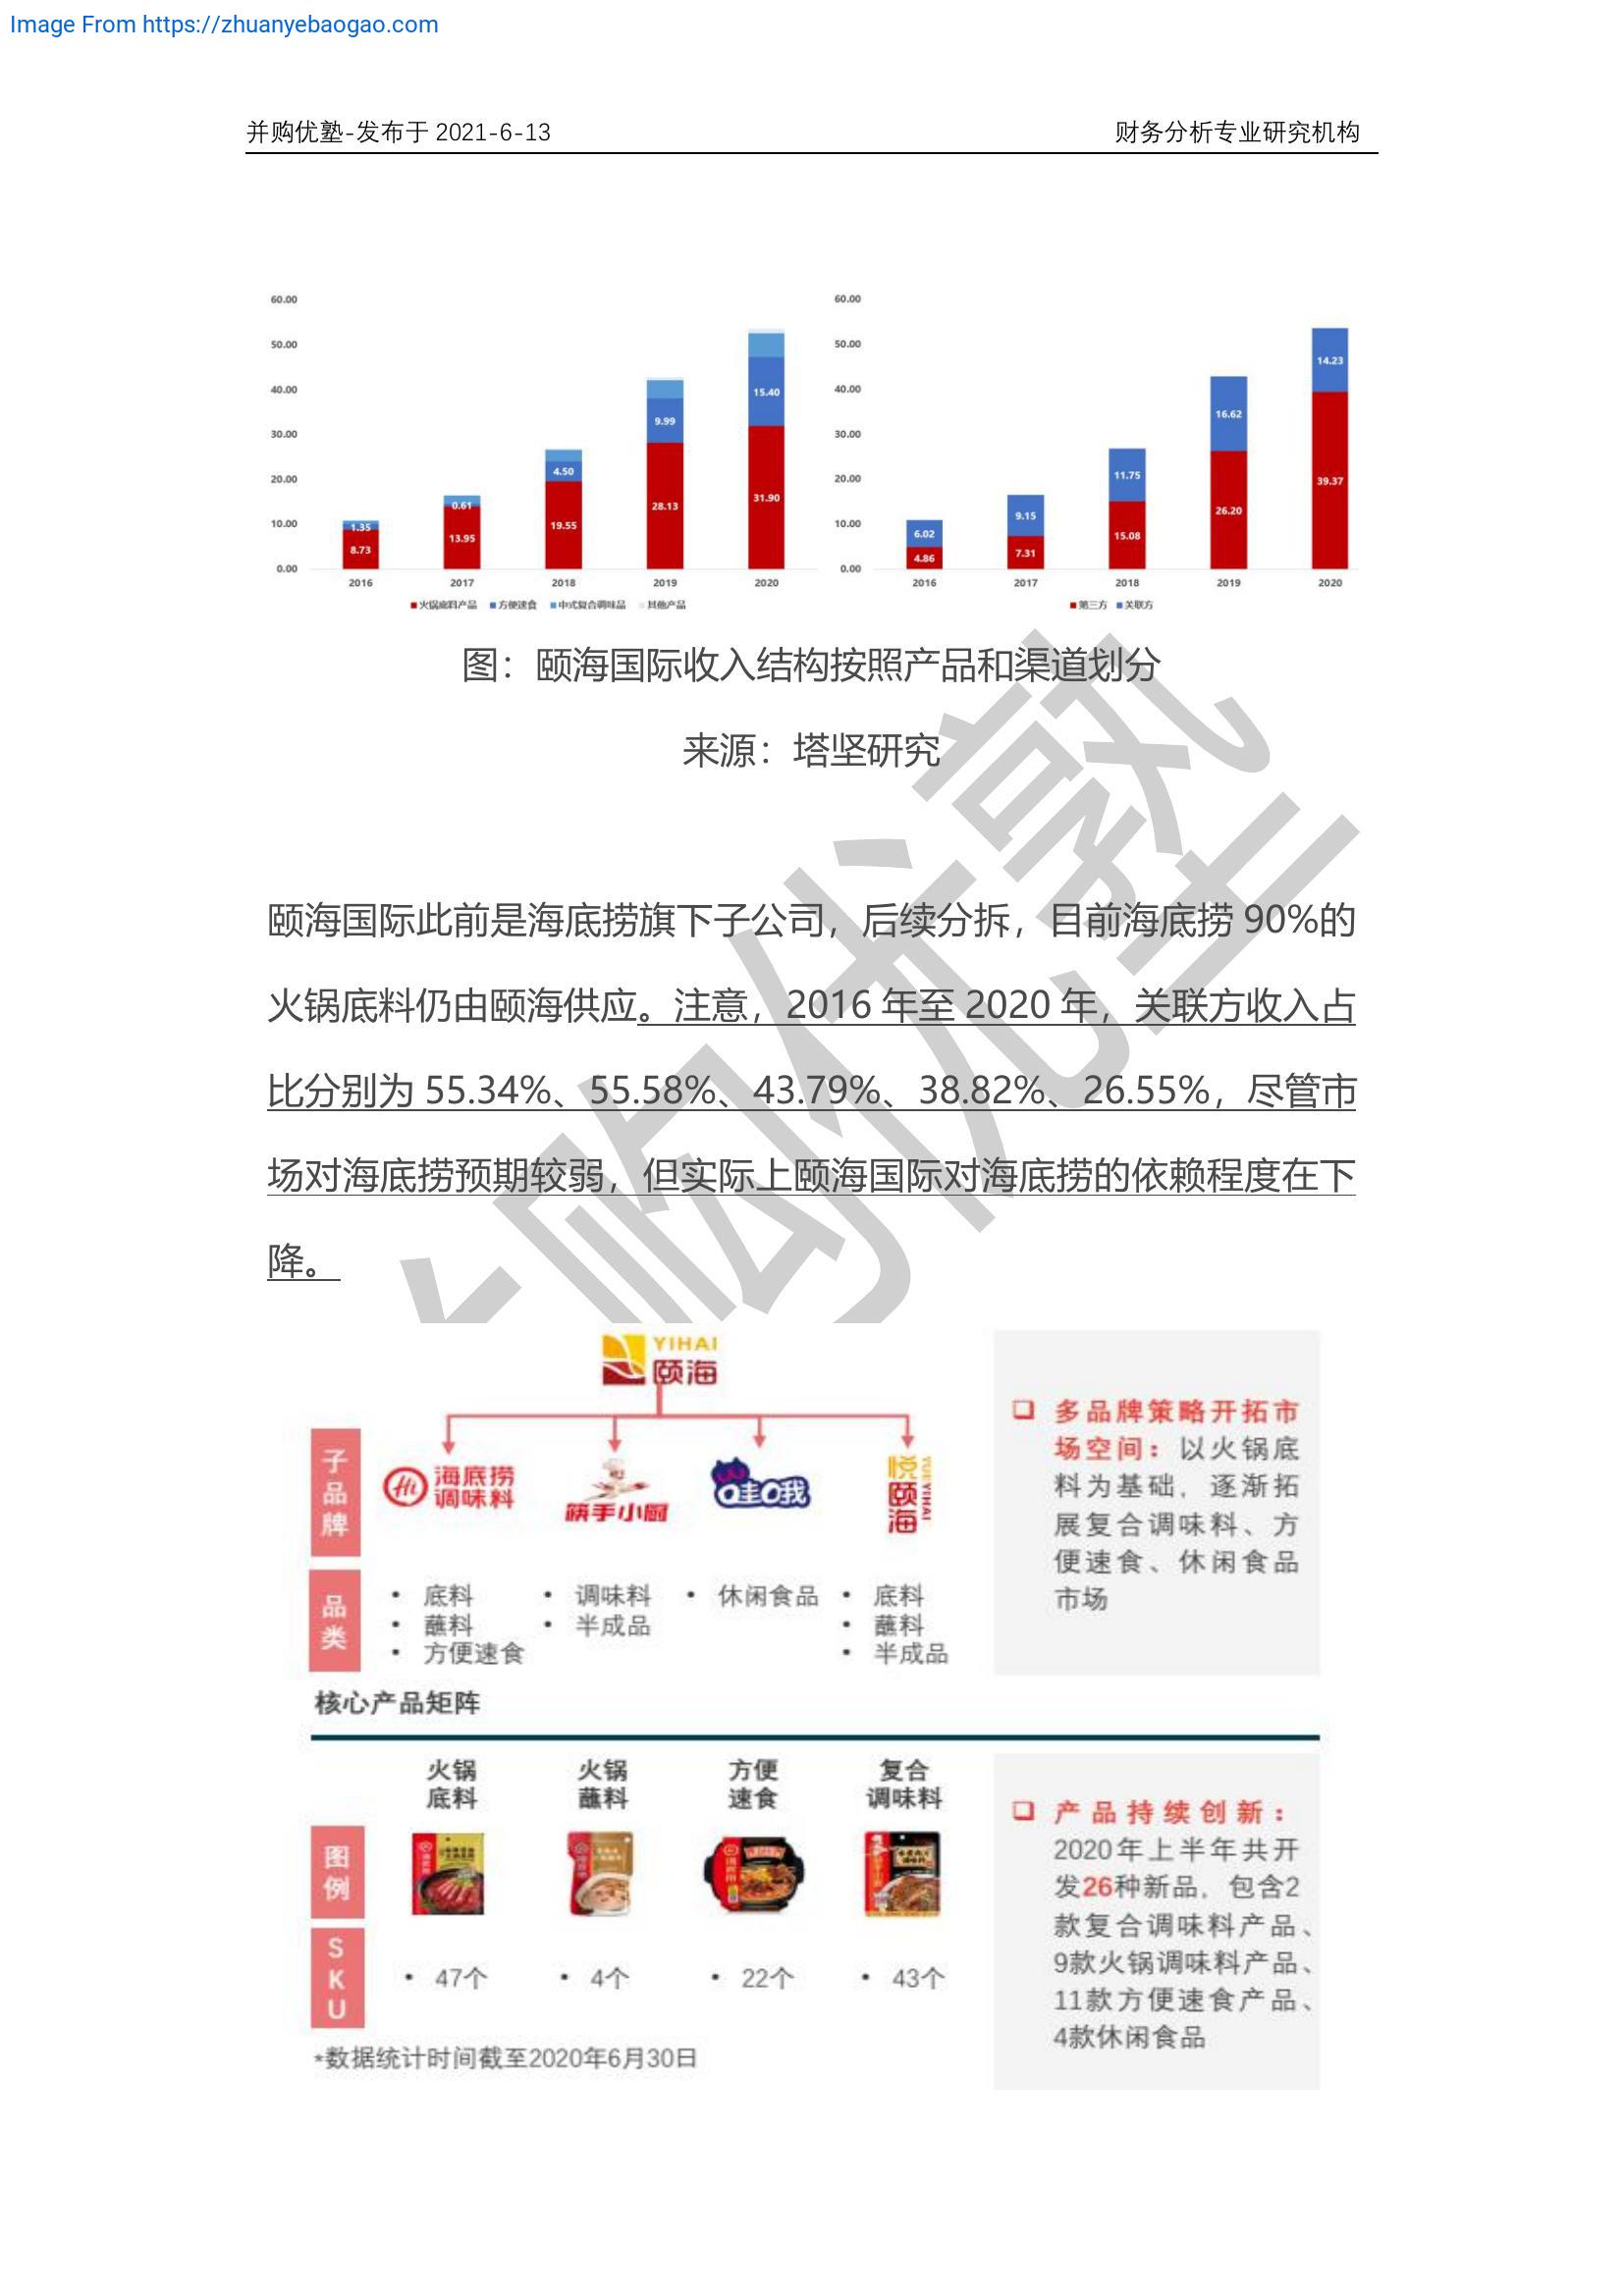 Image From https://zhuanyebaogao.com
并购优塾-发布于 2021-6-13
财务分析专业研究机构
60.00
50.00
40.00
30.00
20.00
10.00
0.00
1.35
8.73
0.61
13.95
4.50
19.55
9.99
28.13
15.40
31.90
2016
2017
2018
2019
2020
火锅底料产品
方便速食
中式复合调味品
其他产品
60.00
50.00
40.00
30.00
20.00
10.00
0.00
6.02
4.86
9.15
7.31
11.75
15.08
16.62
26.20
14.23
39.37
2016
2017
2018
2019
2020
第三方
关联方
图：颐海国际收入结构按照产品和渠道划分
来源：塔坚研究
颐海国际此前是海底捞旗下子公司，后续分拆，目前海底捞 90%的
火锅底料仍由颐海供应。注意，2016 年至 2020 年，关联方收入占
比分别为 55.34%、55.58%、43.79%、38.82%、26.55%，尽管市
场对海底捞预期较弱，但实际上颐海国际对海底捞的依赖程度在下
降。
购优塾
YIHAI
颐海
子品牌
Hi
海底捞
调味料
筷手小厨
哇哦
悦颐海
YUEYIHAI
品类
• 底料
• 蘸料
• 方便速食
• 调味料
• 半成品
• 休闲食品
• 底料
• 蘸料
• 半成品
多品牌策略开拓市
场空间：以火锅底
料为基础，逐渐拓
展复合调味料、方
便速食、休闲食品
市场
核心产品矩阵
火锅
底料
火锅
蘸料
方便
速食
复合
调味料
图例
SKU
• 47个
• 4个
• 22个
• 43个
*数据统计时间截至2020年6月30日
产品持续创新：
2020年上半年共开
发26种新品，包含2
款复合调味料产品、
9款火锅调味料产品、
11款方便速食产品、
4款休闲食品